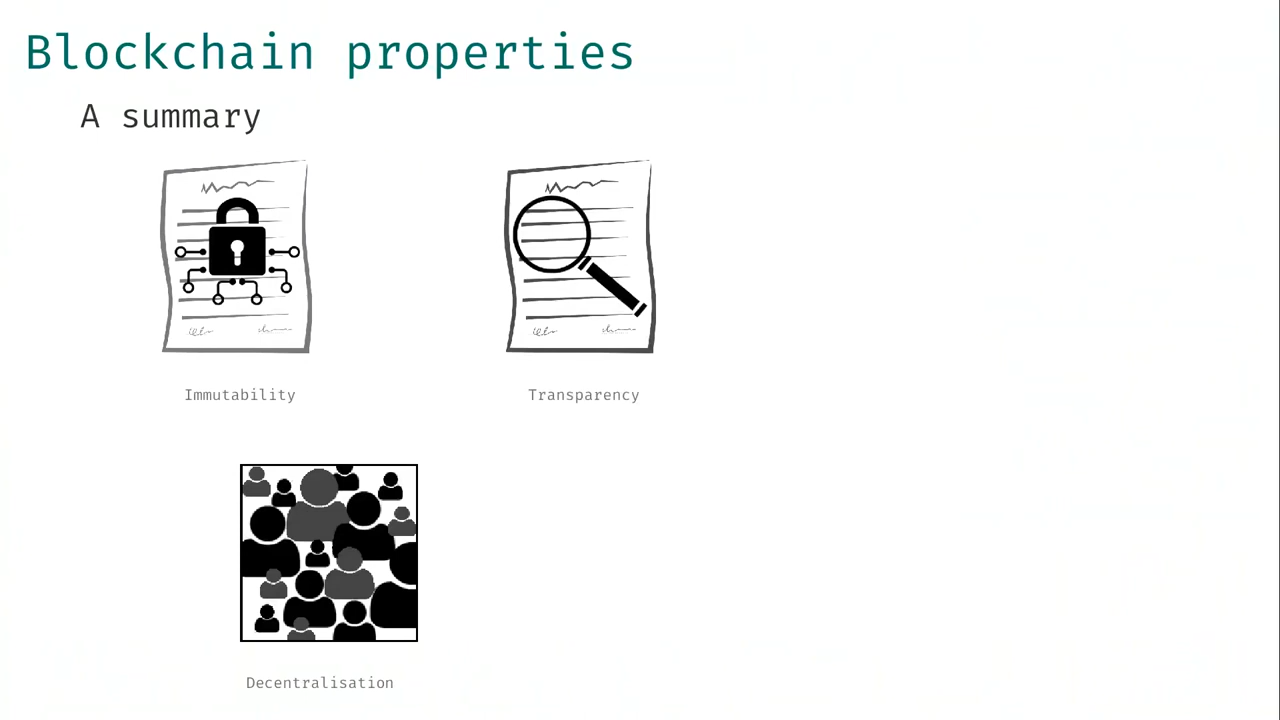 Blockchain properties
A summary
Immutability
Transparency
Decentralisation